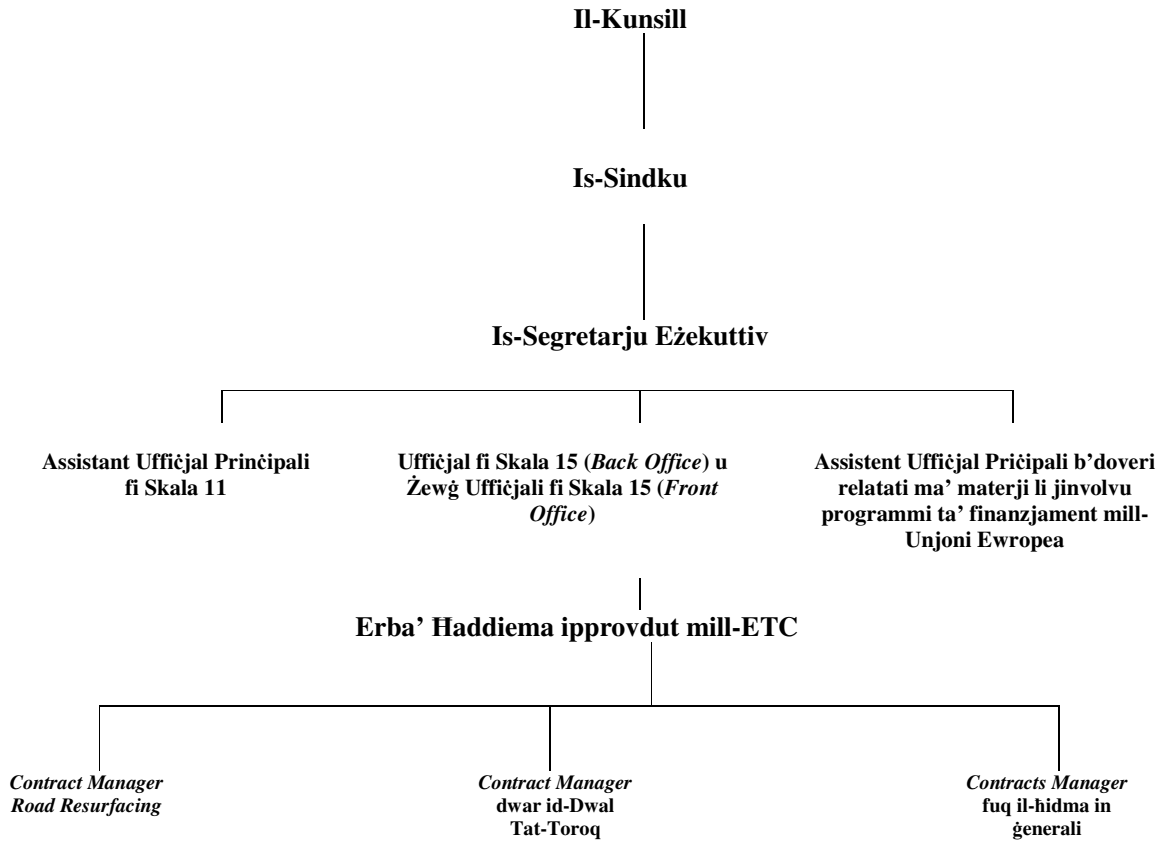 Il-Kunsill
Is-Sindku
Is-Segretarju Eżekuttiv
Assistant Uffiċjal Prinċipali
fi Skala 11
Uffiċjal fi Skala 15 (Back Office) u
Żewġ Uffiċjali fi Skala 15 (Front
Office)
Assistent Uffiċjal Priċipali b’doveri
relatati ma’ materji li jinvolvu
programmi ta’ finanzjament mill-
Unjoni Ewropea
Erba’ Ħaddiema ipprovdut mill-ETC
Contract Manager
Road Resurfacing
Contract Manager
dwar id-Dwal
Tat-Toroq
Contracts Manager
fuq il-ħidma in
ġenerali